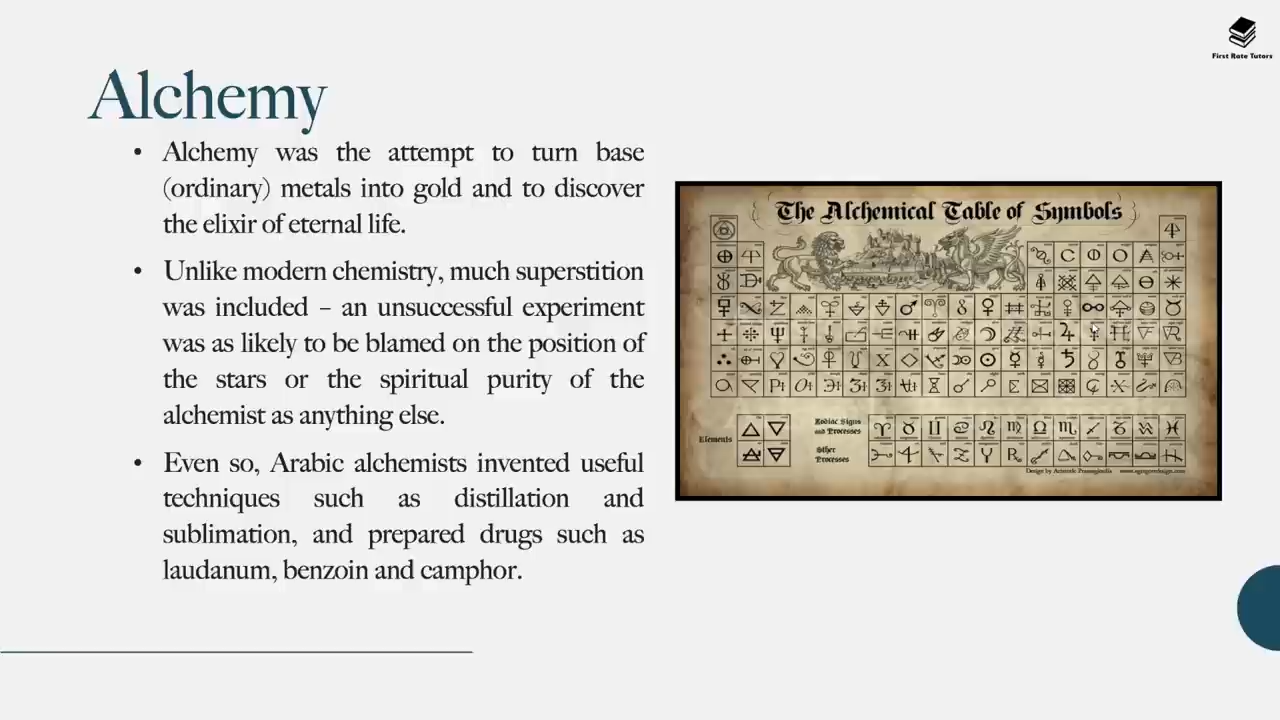 First Rate Tutors
Alchemy
• Alchemy was the attempt to turn base
(ordinary) metals into gold and to discover
the elixir of eternal life.
• Unlike modern chemistry, much superstition
was included – an unsuccessful experiment
was as likely to be blamed on the position of
the stars or the spiritual purity of the
alchemist as anything else.
• Even so, Arabic alchemists invented useful
techniques such as distillation and
sublimation, and prepared drugs such as
laudanum, benzoin and camphor.
The Alchemical Table of Symbols
Elements
Zodiac Signs
and Processes
Other
Processes
Design by